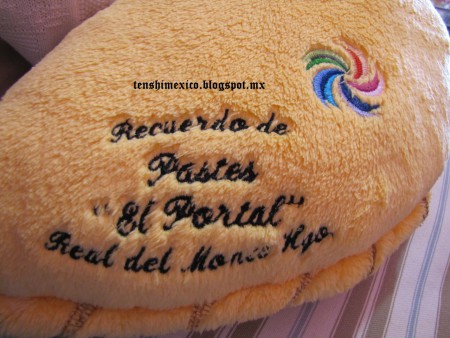 tenshimexico.blogspot.mx
Recuerdo de
Pastes
"El Portal"
Real del Monte Hgo.